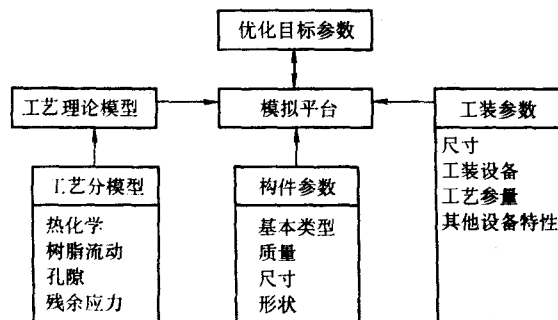 优化目标参数
工艺理论模型
模拟平台
工装参数
尺寸
工装设备
工艺参量
其他设备特性
工艺分模型
热化学
树脂流动
孔隙
残余应力
构件参数
基本类型
质量
尺寸
形状